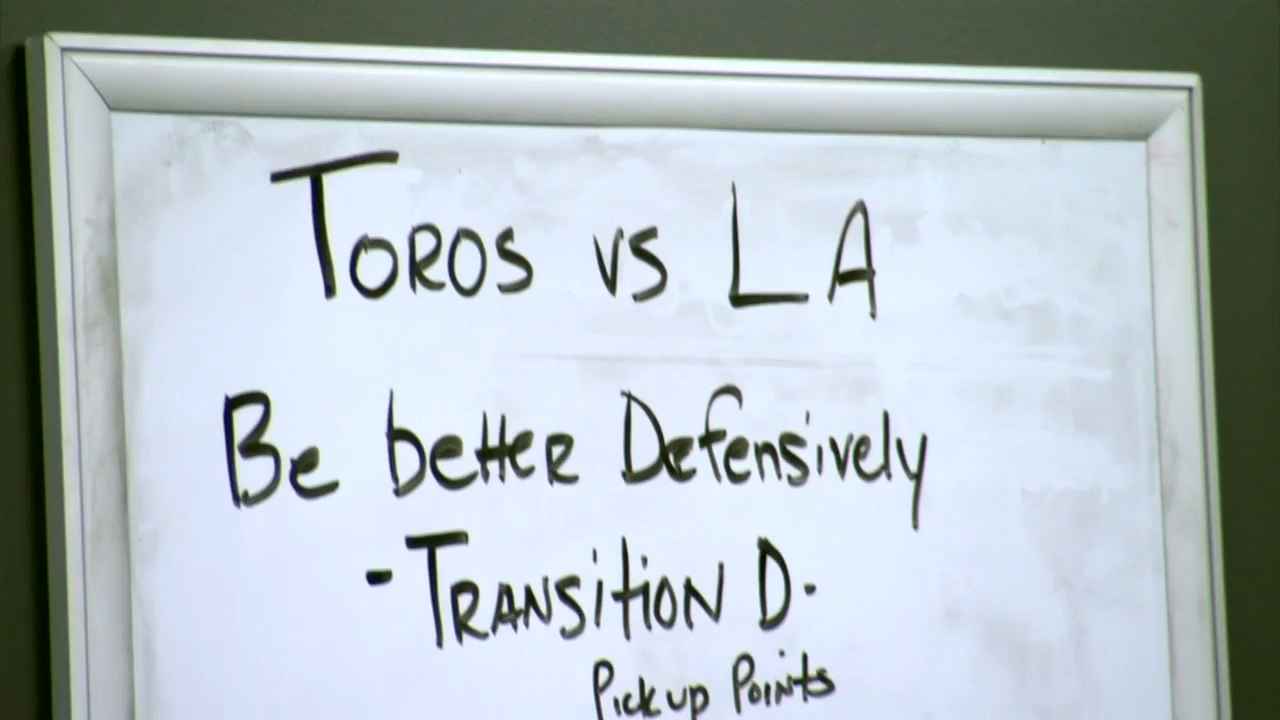 TOROS vs LA
Be better Defensively
- TRANSiTiON D.
Pick up Points